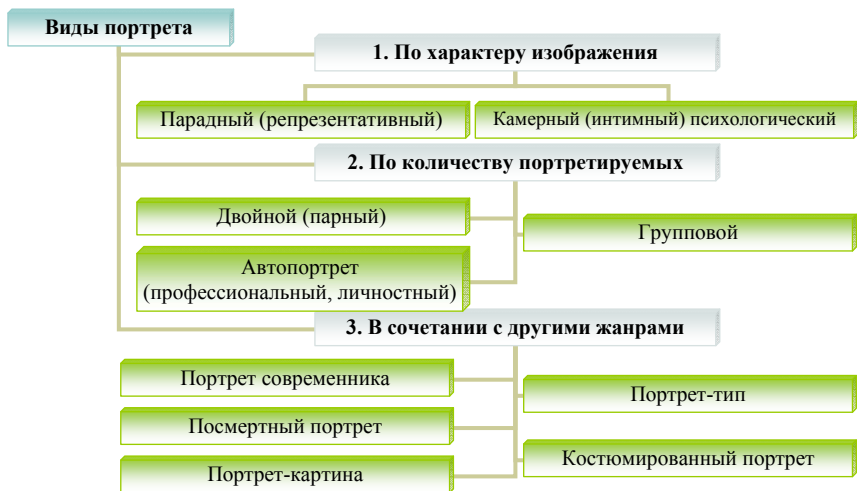 Виды портрета
1. По характеру изображения
Парадный (репрезентативный)
Камерный (интимный) психологический
2. По количеству портретируемых
Двойной (парный)
Групповой
Автопортрет
(профессиональный, личностный)
3. В сочетании с другими жанрами
Портрет современника
Портрет-тип
Посмертный портрет
Костюмированный портрет
Портрет-картина